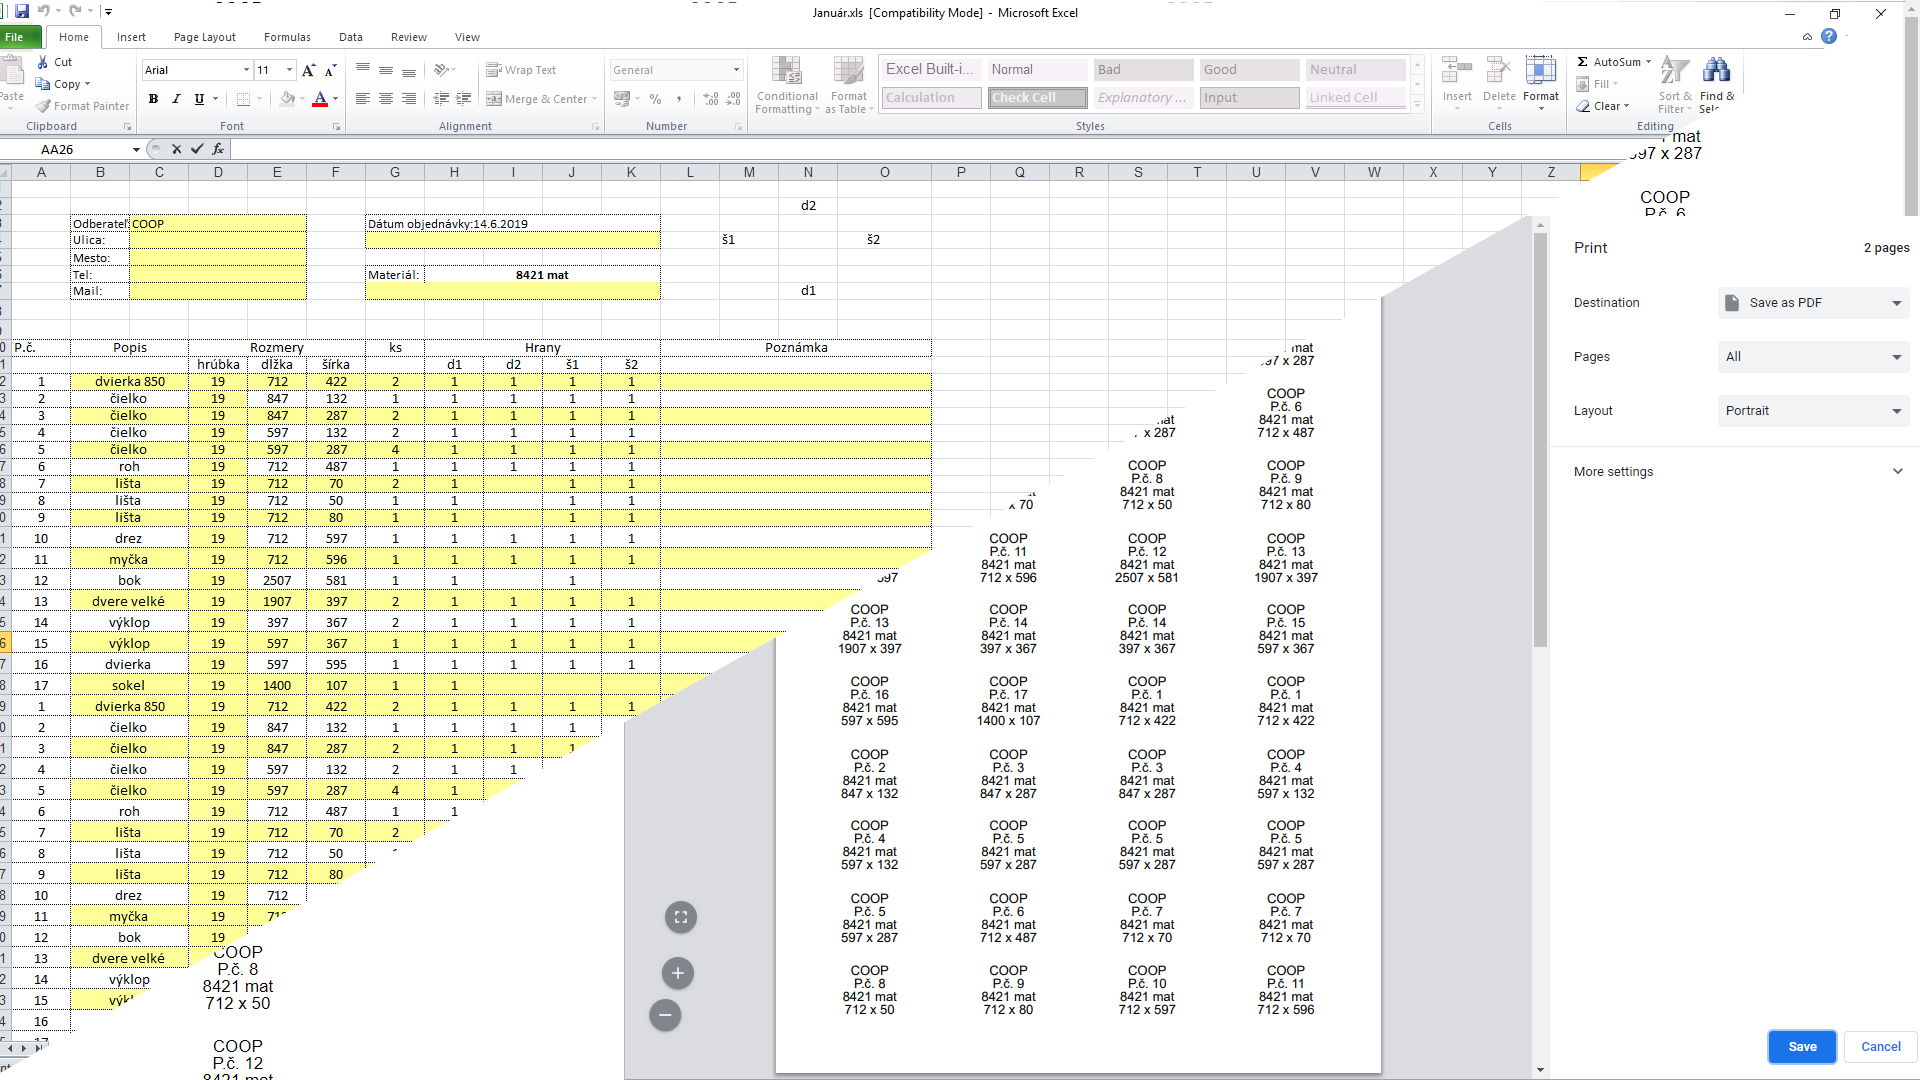 Január.xls  [Compatibility Mode]  -  Microsoft Excel
File Home Insert Page Layout Formulas Data Review View
Cut
Copy
Format Painter
Clipboard
Arial 11
Font
Wrap Text
Merge & Center
Alignment
General
Number
Conditional Formatting
Format as Table
Excel Built-i... Normal Bad Good Neutral
Calculation Check Cell Explanatory ... Input Linked Cell
Styles
Insert Delete Format
Cells
AutoSum
Fill
Clear
Sort & Filter
Find &
Editing
AA26
A B C D E F G H I J K L M N O P Q R S T U V W X Y Z
d2
Odberateľ: COOP Dátum objednávky:14.6.2019
Ulica: š1 š2
Mesto:
Tel: Materiál: 8421 mat
Mail: d1
P.č. Popis Rozmery ks Hrany Poznámka
hrúbka dĺžka šírka d1 d2 š1 š2
1 dvierka 850 19 712 422 2 1 1 1 1
2 čielko 19 847 132 1 1 1 1 1
3 čielko 19 847 287 2 1 1 1 1
4 čielko 19 597 132 2 1 1 1 1
5 čielko 19 597 287 4 1 1 1 1
6 roh 19 712 487 1 1 1 1 1
7 lišta 19 712 70 2 1 1 1
8 lišta 19 712 50 1 1 1 1
9 lišta 19 712 80 1 1 1 1
10 drez 19 712 597 1 1 1 1 1
11 myčka 19 712 596 1 1 1 1 1
12 bok 19 2507 581 1 1 1
13 dvere velké 19 1907 397 2 1 1 1 1
14 výklop 19 397 367 2 1 1 1 1
15 výklop 19 597 367 1 1 1 1 1
16 dvierka 19 597 595 1 1 1 1 1
17 sokel 19 1400 107 1 1
1 dvierka 850 19 712 422 2 1 1 1 1
2 čielko 19 847 132 1 1 1 1
3 čielko 19 847 287 2 1 1 1
4 čielko 19 597 132 2 1 1
5 čielko 19 597 287 4 1
6 roh 19 712 487 1 1
7 lišta 19 712 70 2
8 lišta 19 712 50
9 lišta 19 712 80
10 drez 19 712
11 myčka 19
12 bok 19
13 dvere velké
14 výklop
15
16
COOP
P.č. 8
8421 mat
712 x 50
COOP
P.č. 12
8421 mat
mat
597 x 287
COOP
P.č. 6
mat
x 287
COOP
P.č. 6
8421 mat
712 x 487
x 287
COOP COOP
P.č. 8 P.č. 9
8421 mat 8421 mat
712 x 50 712 x 80
x 70
COOP COOP COOP
P.č. 11 P.č. 12 P.č. 13
8421 mat 8421 mat 8421 mat
712 x 596 2507 x 581 1907 x 397
COOP COOP COOP COOP
P.č. 13 P.č. 14 P.č. 14 P.č. 15
8421 mat 8421 mat 8421 mat 8421 mat
1907 x 397 397 x 367 397 x 367 597 x 367
COOP COOP COOP COOP
P.č. 16 P.č. 17 P.č. 1 P.č. 1
8421 mat 8421 mat 8421 mat 8421 mat
597 x 595 1400 x 107 712 x 422 712 x 422
COOP COOP COOP COOP
P.č. 2 P.č. 3 P.č. 3 P.č. 4
8421 mat 8421 mat 8421 mat 8421 mat
847 x 132 847 x 287 847 x 287 597 x 132
COOP COOP COOP COOP
P.č. 4 P.č. 5 P.č. 5 P.č. 5
8421 mat 8421 mat 8421 mat 8421 mat
597 x 132 597 x 287 597 x 287 597 x 287
COOP COOP COOP COOP
P.č. 5 P.č. 6 P.č. 7 P.č. 7
8421 mat 8421 mat 8421 mat 8421 mat
597 x 287 712 x 487 712 x 70 712 x 70
COOP COOP COOP COOP
P.č. 8 P.č. 9 P.č. 10 P.č. 11
8421 mat 8421 mat 8421 mat 8421 mat
712 x 50 712 x 80 712 x 597 712 x 596
Print 2 pages
Destination Save as PDF
Pages All
Layout Portrait
More settings
Save Cancel